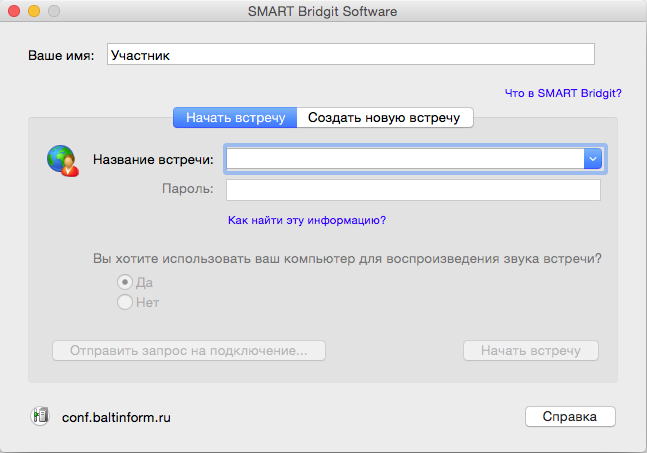 SMART Bridgit Software
Ваше имя: Участник
Что в SMART Bridgit?
Начать встречу Создать новую встречу
Название встречи:
Пароль:
Как найти эту информацию?
Вы хотите использовать ваш компьютер для воспроизведения звука встречи?
Да
Нет
Отправить запрос на подключение... Начать встречу
conf.baltinform.ru Справка